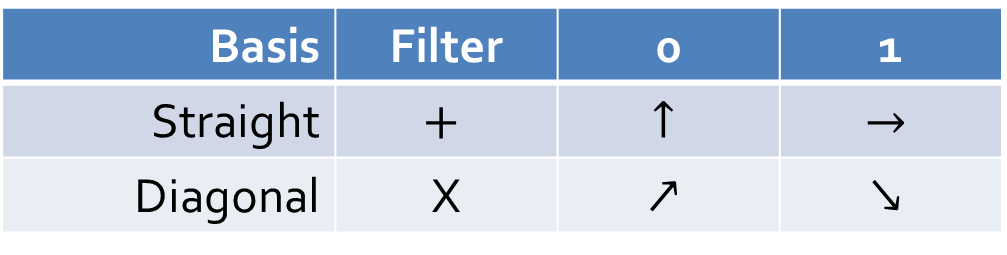 Basis Filter 0 1
Straight + ↑ →
Diagonal X ↗ ↘